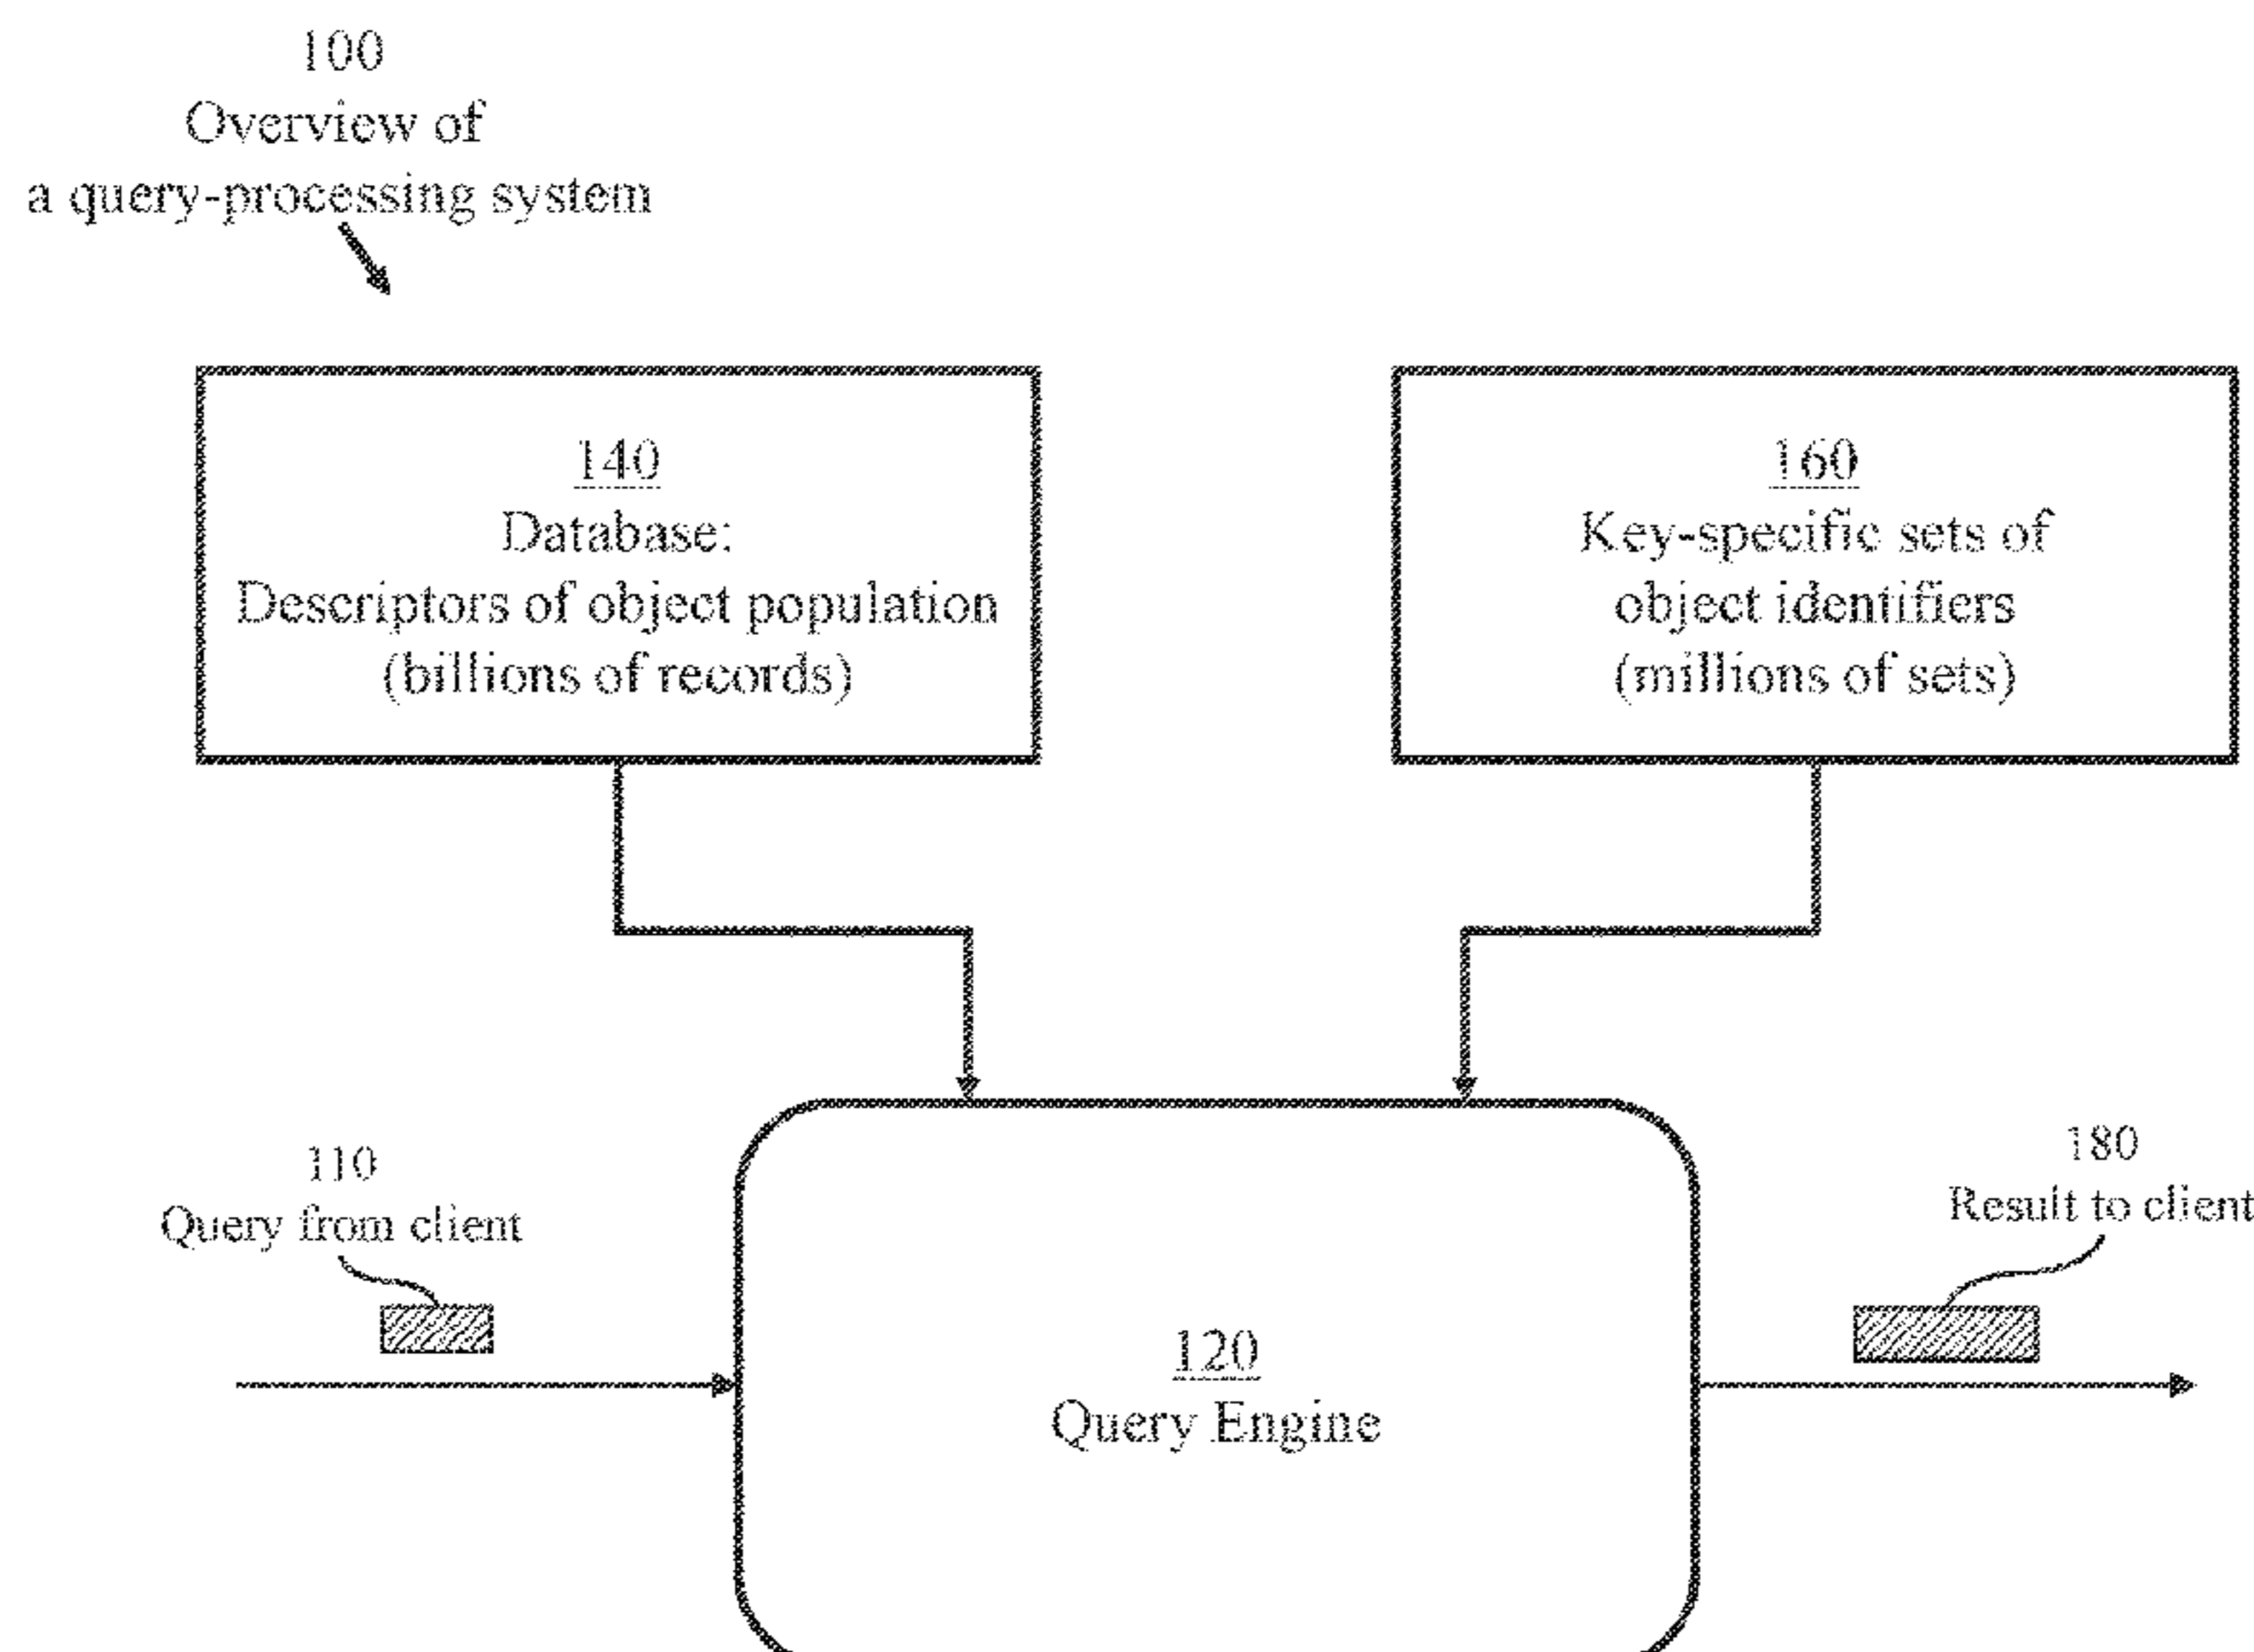 100
Overview of
a query-processing system
140
Database:
Descriptors of object population
(billions of records)
160
Key-specific sets of
object identifiers
(millions of sets)
110
Query from client
180
Result to client
120
Query Engine